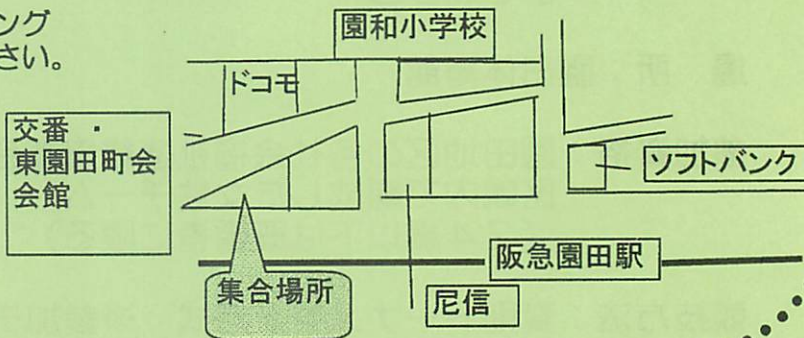 ング
さい。
園和小学校
ドコモ
交番・
東園田町会
会館
ソフトバンク
阪急園田駅
集合場所
尼信